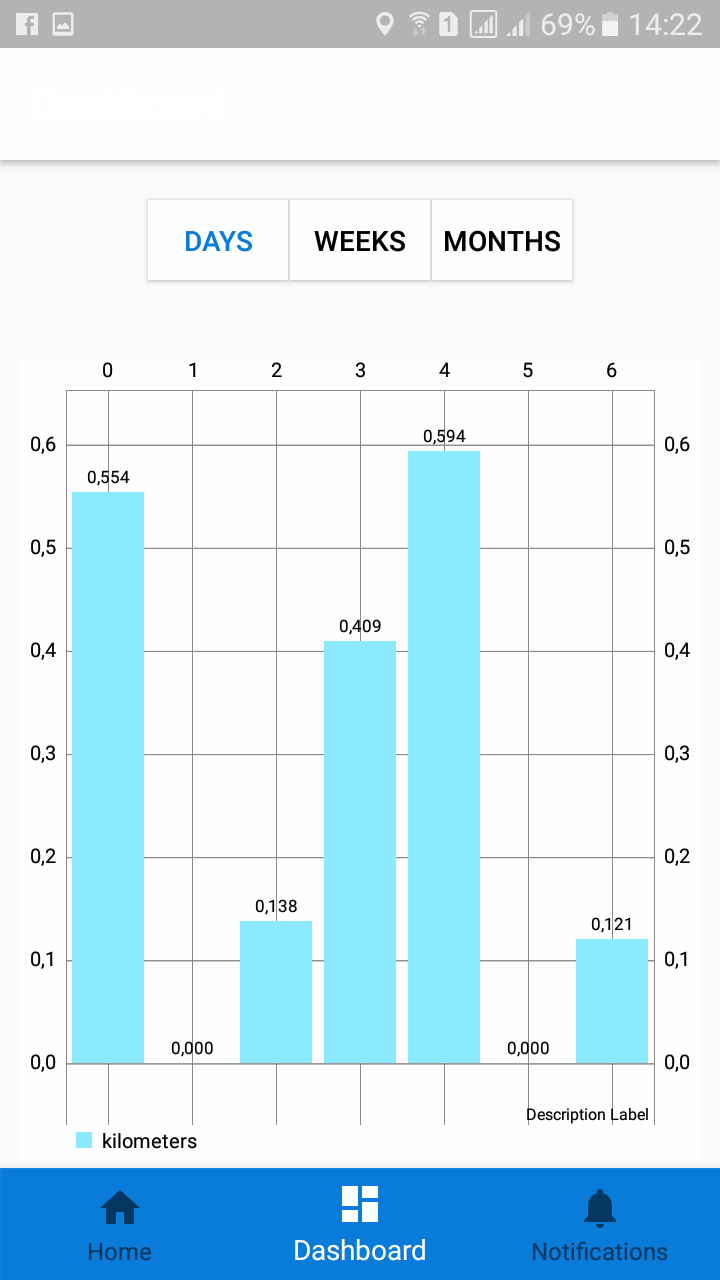 1 69% 14:22
DAYS WEEKS MONTHS
0 1 2 3 4 5 6
0,594
0,6 0,6
0,554
0,5 0,5
0,409
0,4 0,4
0,3 0,3
0,2 0,2
0,138
0,121
0,1 0,1
0,000 0,000
0,0 0,0
Description Label
kilometers
Home Dashboard Notifications